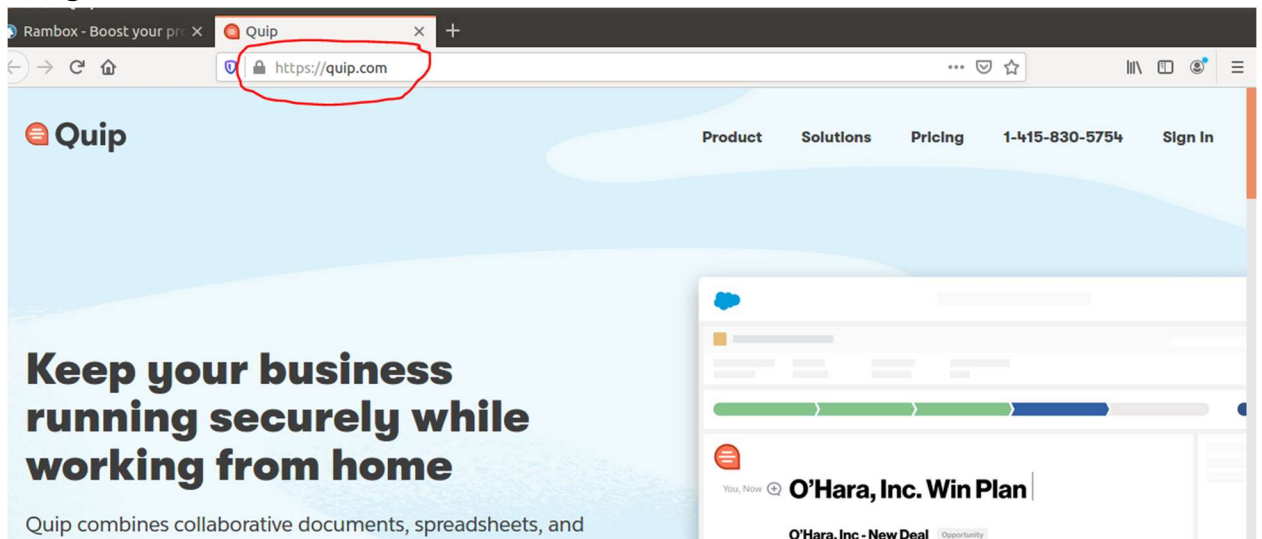 Rambox - Boost your pr
Quip
https://quip.com
Quip
Product Solutions Pricing 1-415-830-5754 Sign In
Keep your business
running securely while
working from home
Quip combines collaborative documents, spreadsheets, and
You, Now
O'Hara, Inc. Win Plan
O'Hara, Inc - New Deal Opportunity